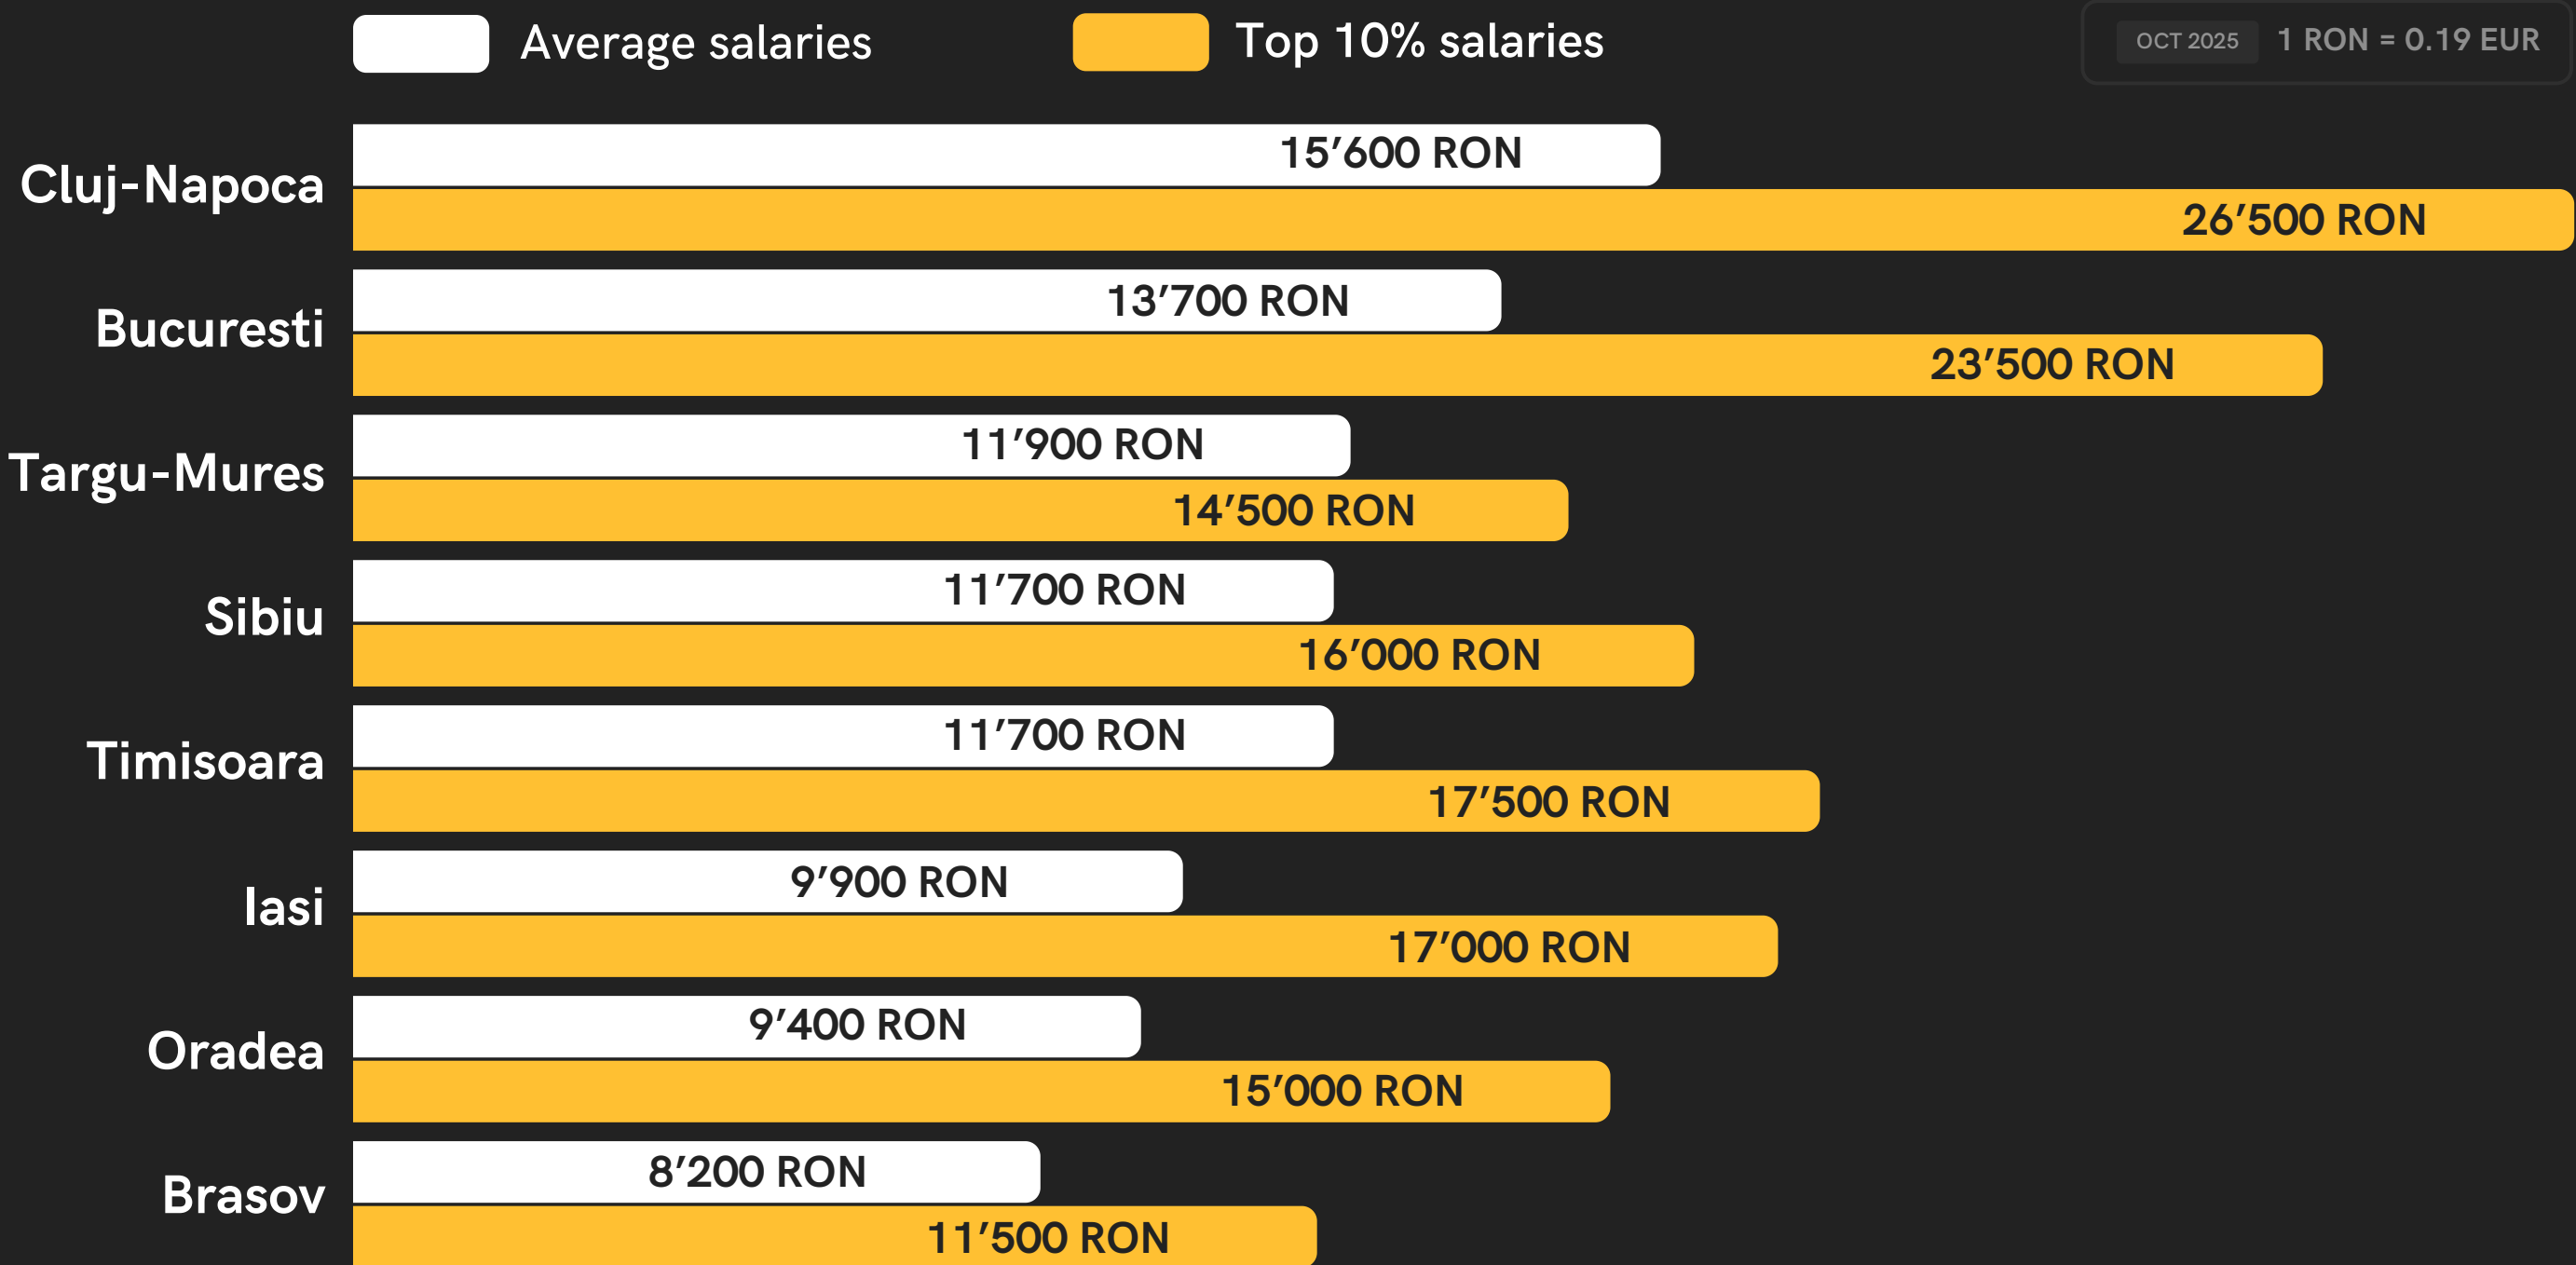 Average salaries
Top 10% salaries
OCT 2025 1 RON = 0.19 EUR
Cluj-Napoca
15’600 RON
26’500 RON
Bucuresti
13’700 RON
23’500 RON
Targu-Mures
11’900 RON
14’500 RON
Sibiu
11’700 RON
16’000 RON
Timisoara
11’700 RON
17’500 RON
Iasi
9’900 RON
17’000 RON
Oradea
9’400 RON
15’000 RON
Brasov
8’200 RON
11’500 RON